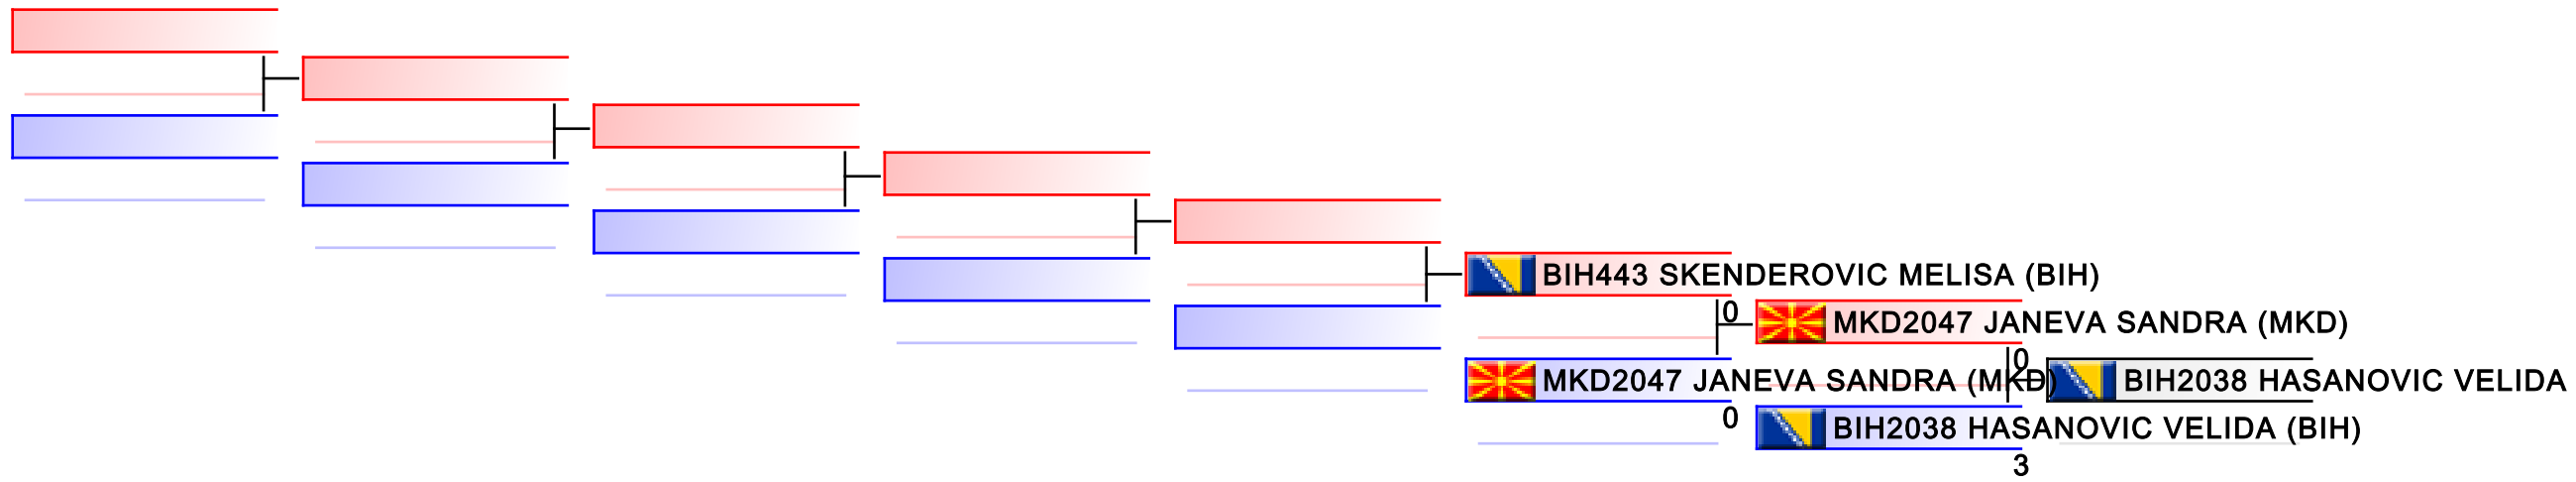 BIH443 SKENDEROVIC MELISA (BIH)
0
MKD2047 JANEVA SANDRA (MKD)
0
MKD2047 JANEVA SANDRA (MKD)
BIH2038 HASANOVIC VELIDA
0
BIH2038 HASANOVIC VELIDA (BIH)
3